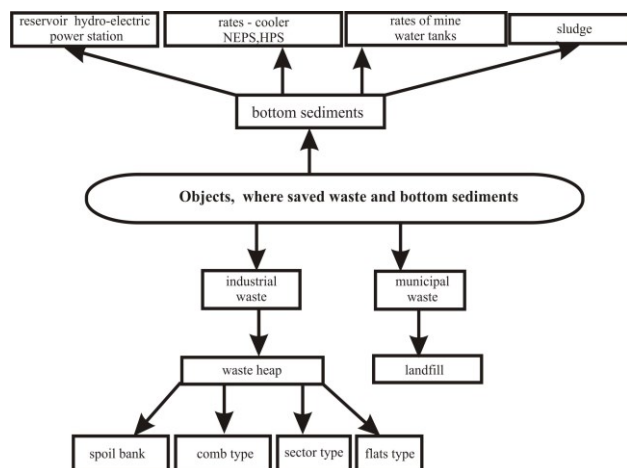 reservoir hydro-electric
power station
rates - cooler
NEPS,HPS
rates of mine
water tanks
sludge
bottom sediments
Objects, where saved waste and bottom sediments
industrial
waste
municipal
waste
waste heap
landfill
spoil bank
comb type
sector type
flats type